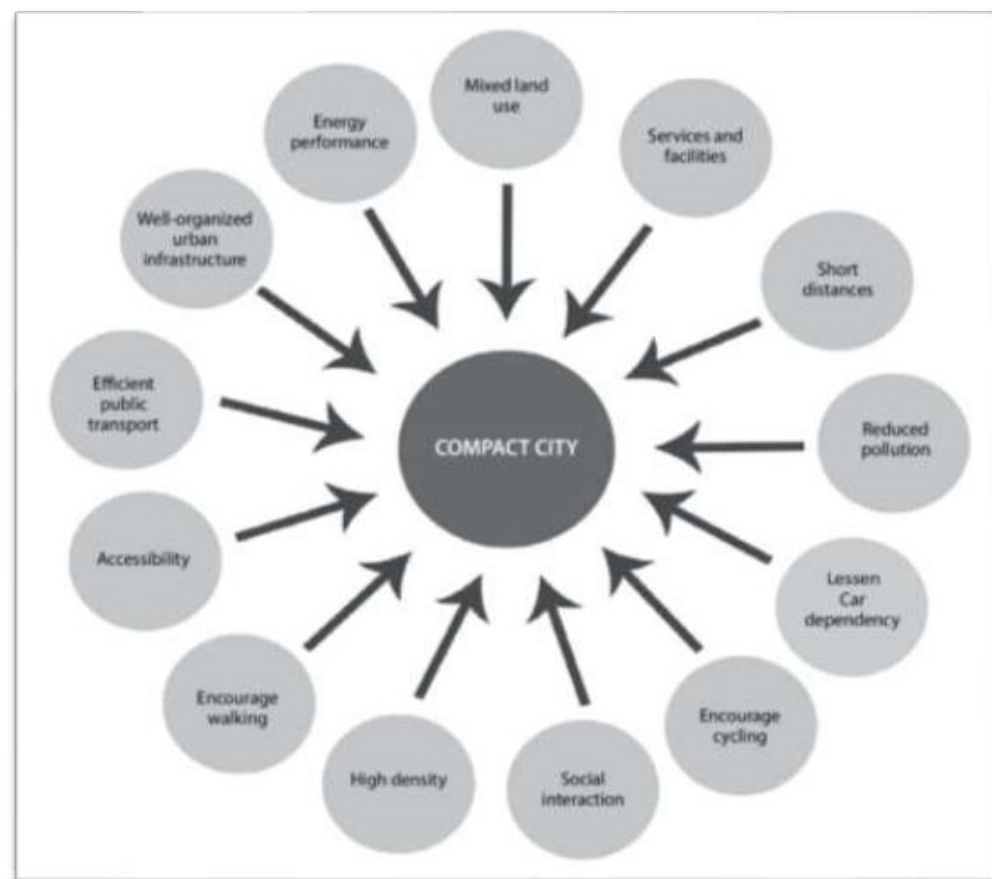 Mixed land
use
Services and
facilities
Short
distances
Reduced
pollution
Lessen
Car
dependency
Encourage
cycling
Social
interaction
High density
Encourage
walking
Accessibility
Efficient
public
transport
Well-organized
urban
infrastructure
Energy
performance
COMPACT CITY